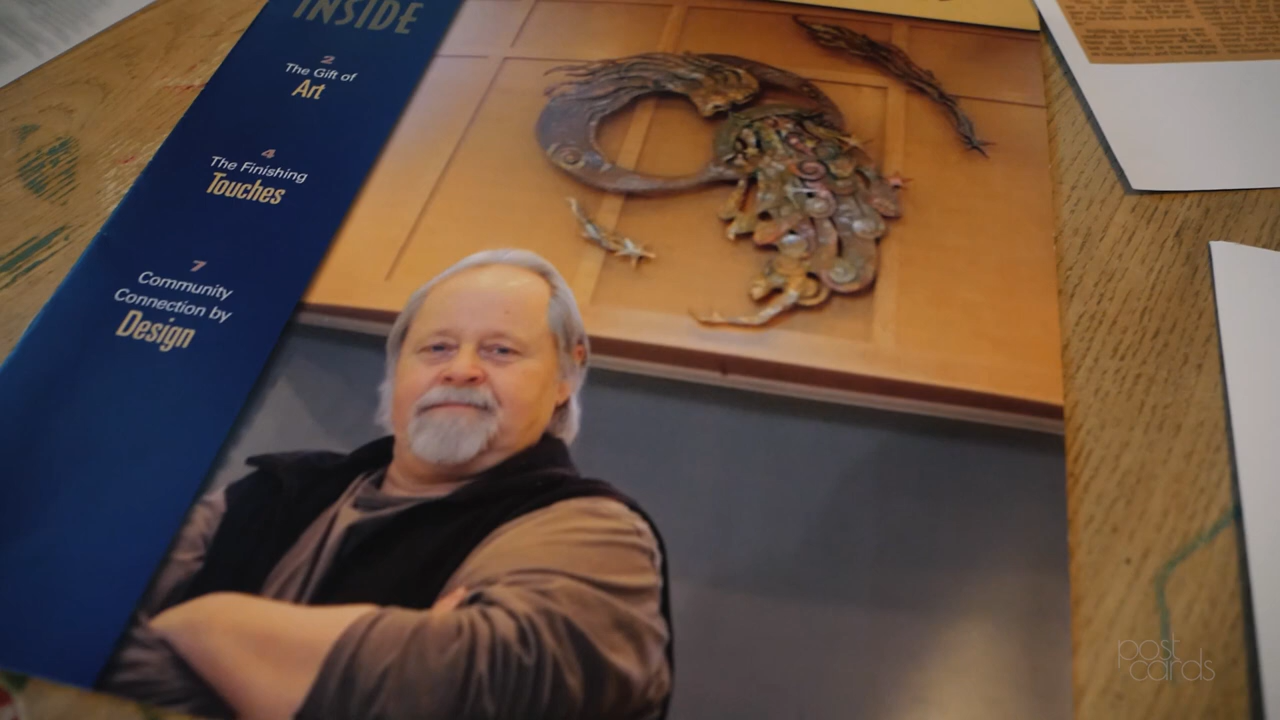 INSIDE
2
The Gift of
Art
4
The Finishing
Touches
7
Community
Connection by
Design
post
cards